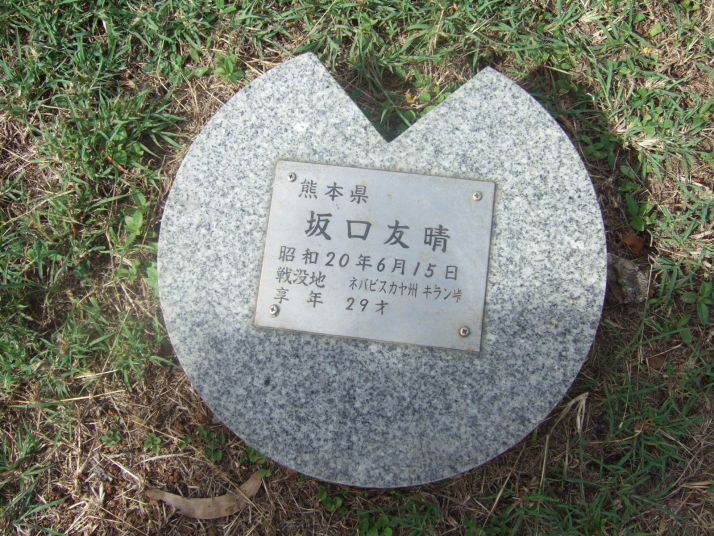 熊本県
坂口友晴
昭和20年6月15日
戦没地 ネバビスカヤ州 キラン峠
享年 29才